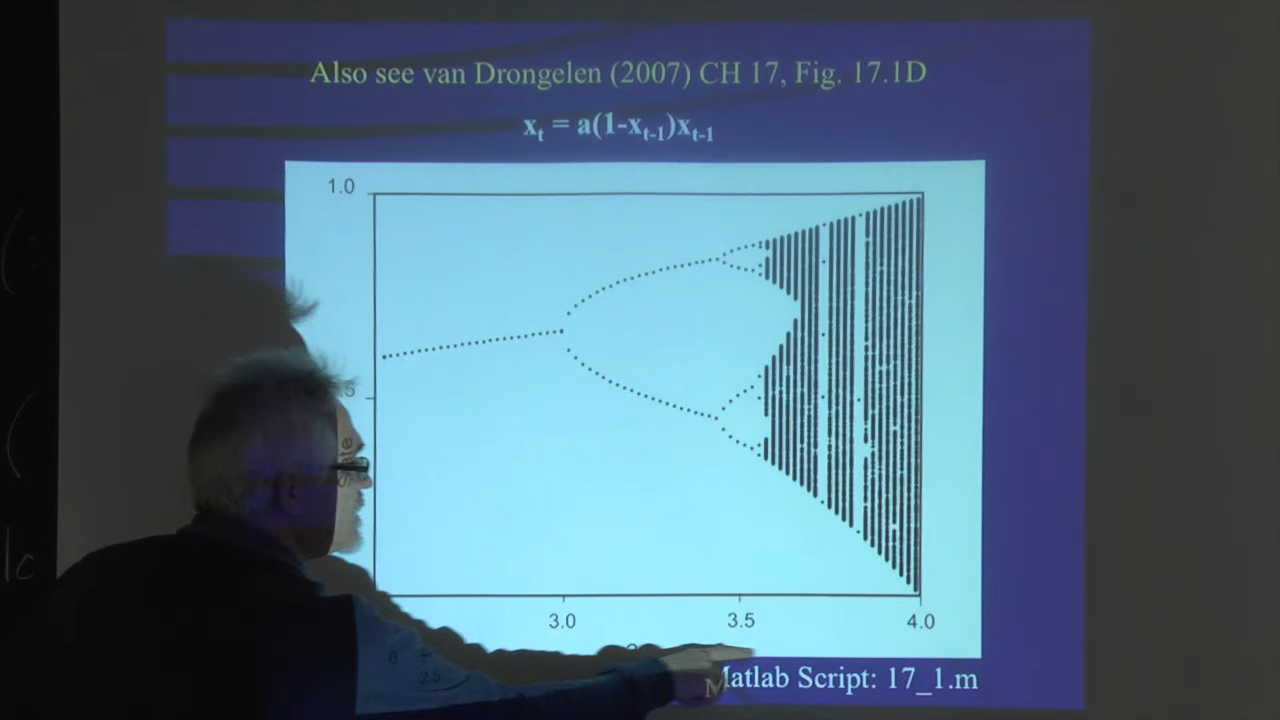 Also see van Drongelen (2007) CH 17, Fig. 17.1D
xₜ = a(1-xₜ₋₁)xₜ₋₁
1.0
.5
3.0 3.5 4.0
Matlab Script: 17_1.m